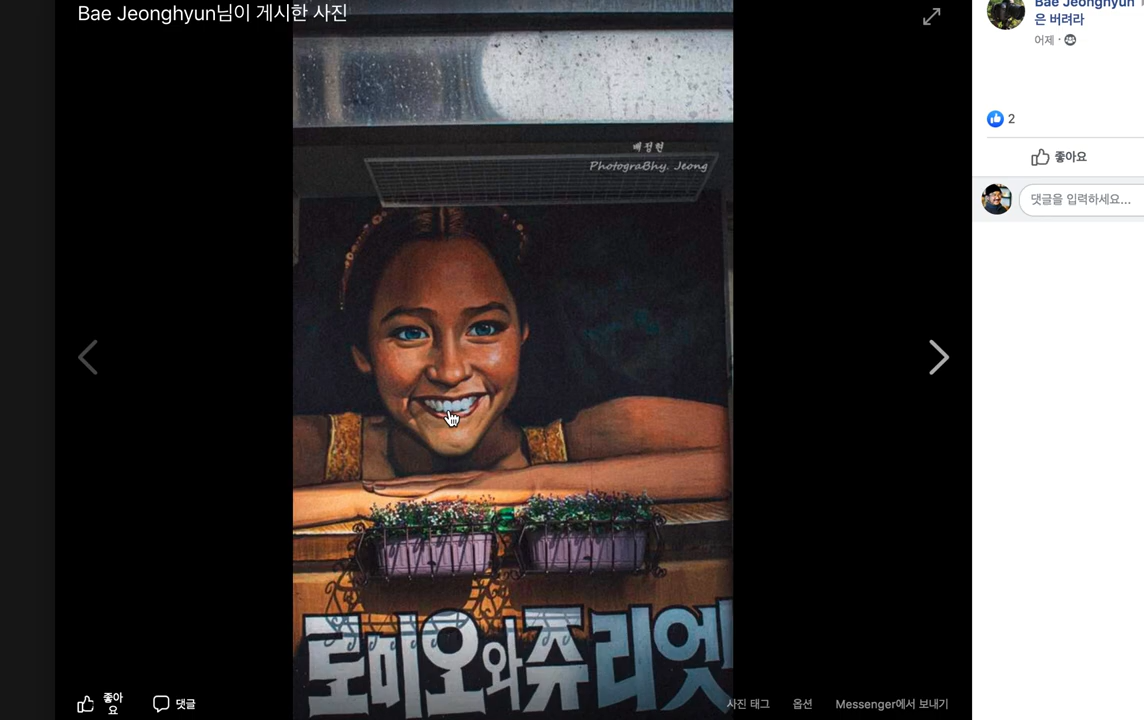 Bae Jeonghyun님이 게시한 사진
배정현
PhotograBhy. Jeong
로미오와쥬리엣
좋아
요
댓글
사진 태그
옵션
Messenger에서 보내기
Bae Jeonghyun
은 버려라
어제
2
좋아요
댓글을 입력하세요...